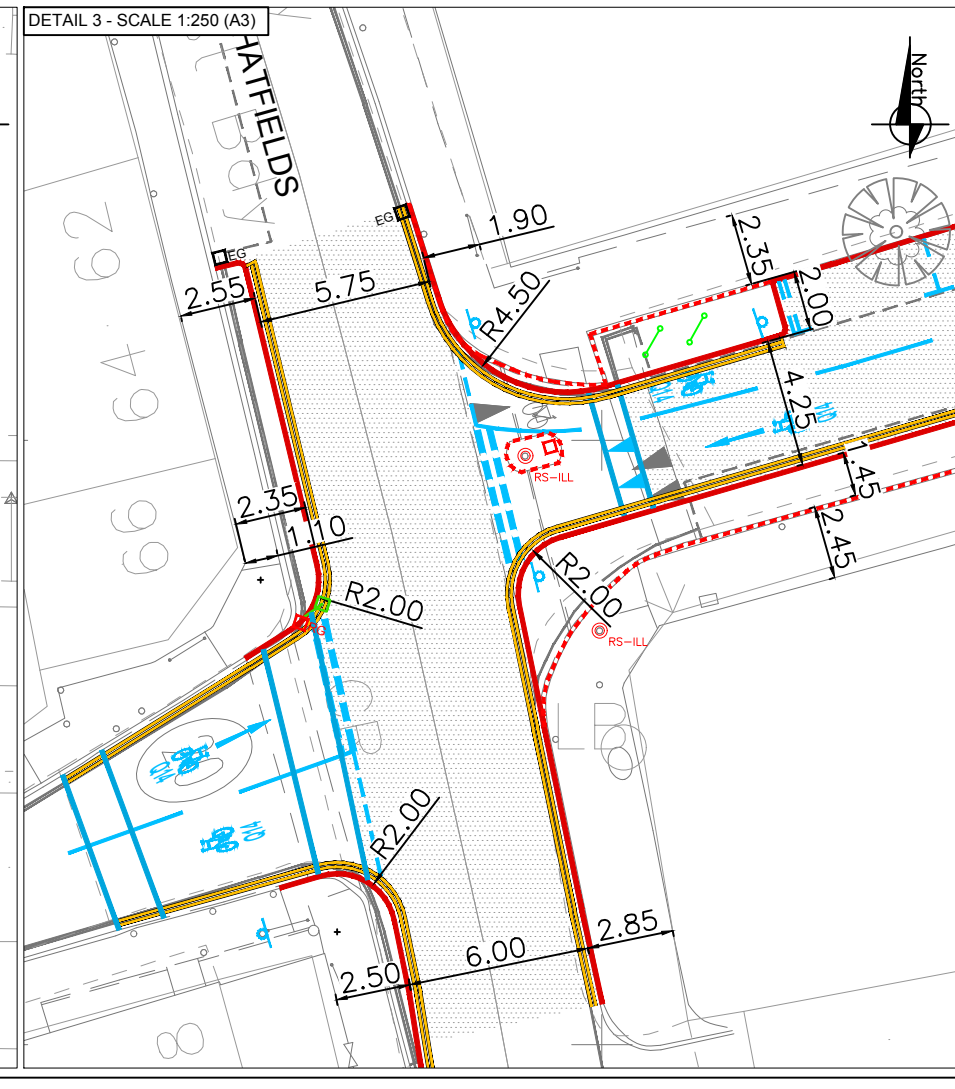 DETAIL 3 - SCALE 1:250 (A3)
HATFIELDS
North
62
64
66
EG
EG
1.90
2.35
2.00
2.55
5.75
R4.50
4.25
1.45
2.45
2.35
1.10
RS-ILL
R2.00
R2.00
RS-ILL
LB
R2.00
2.85
6.00
2.50
8